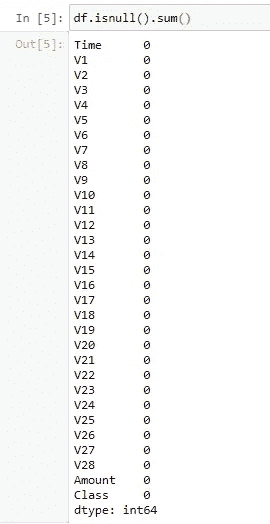 In [5]: df.isnull().sum()
Out[5]: Time 0
V1 0
V2 0
V3 0
V4 0
V5 0
V6 0
V7 0
V8 0
V9 0
V10 0
V11 0
V12 0
V13 0
V14 0
V15 0
V16 0
V17 0
V18 0
V19 0
V20 0
V21 0
V22 0
V23 0
V24 0
V25 0
V26 0
V27 0
V28 0
Amount 0
Class 0
dtype: int64